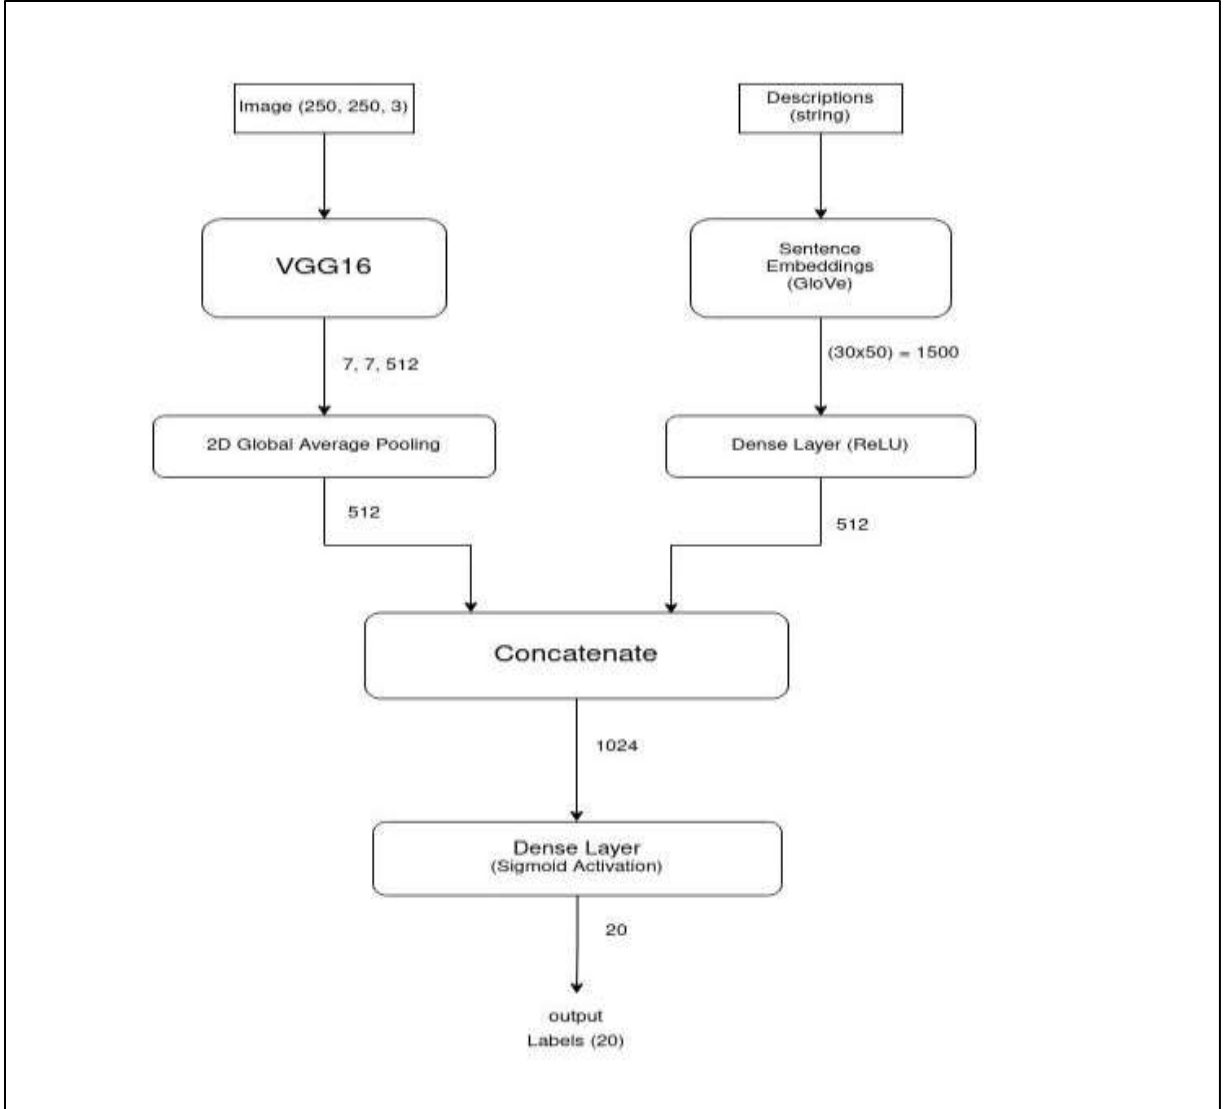 Image (250, 250, 3)
Descriptions
(string)
VGG16
Sentence
Embeddings
(GloVe)
7, 7, 512
(30x50) = 1500
2D Global Average Pooling
Dense Layer (ReLU)
512
512
Concatenate
1024
Dense Layer
(Sigmoid Activation)
20
output
Labels (20)